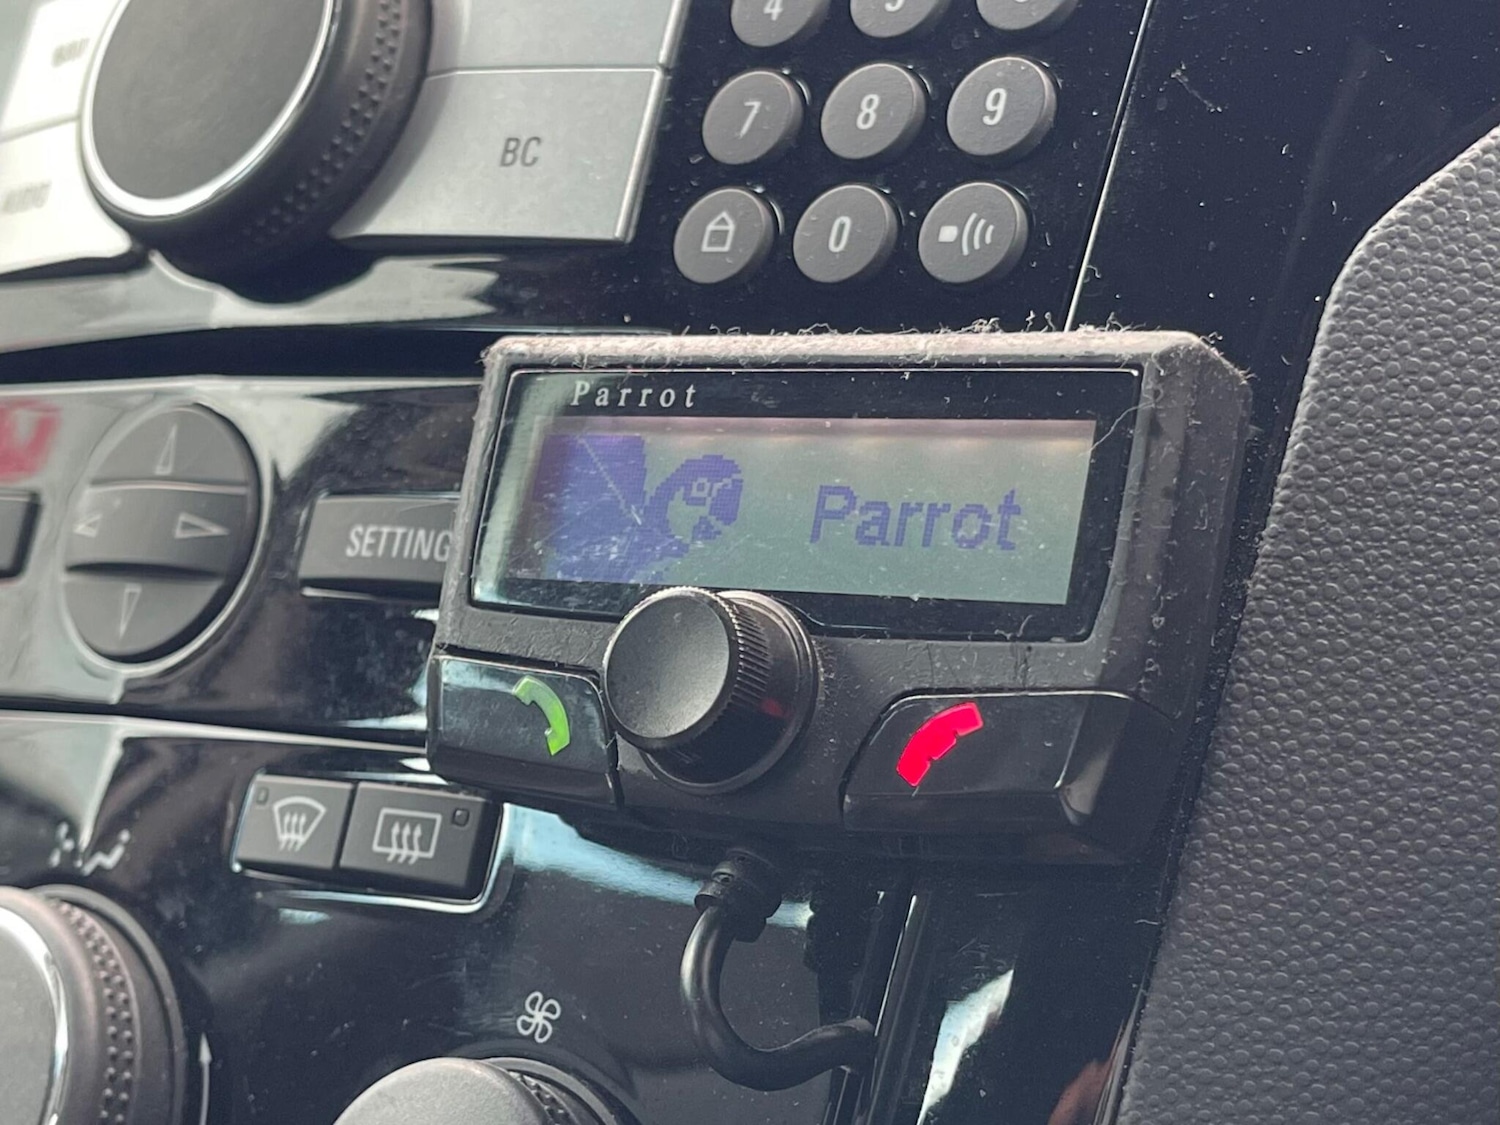 BC
7 8 9
0
Parrot
SETTING
Parrot